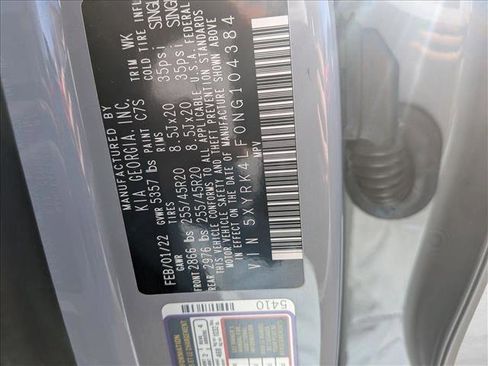 MANUFACTURED BY
KIA GEORGIA, INC.
FEB/01/22 GVWR 5357 lbs PAINT C7S TRIM WK
GAWR TIRES RIMS COLD TIRE INFL
FRONT 2866 lbs 255/45R20 8.5Jx20 35psi SINGL
REAR 2976 lbs 255/45R20 8.5Jx20 35psi SINGL
THIS VEHICLE CONFORMS TO ALL APPLICABLE U.S.A. FEDERAL
MOTOR VEHICLE SAFETY AND THEFT PREVENTION STANDARDS
IN EFFECT ON THE DATE OF MANUFACTURE SHOWN ABOVE
VIN 5XYRK4LF0NG104384
MPV
5410